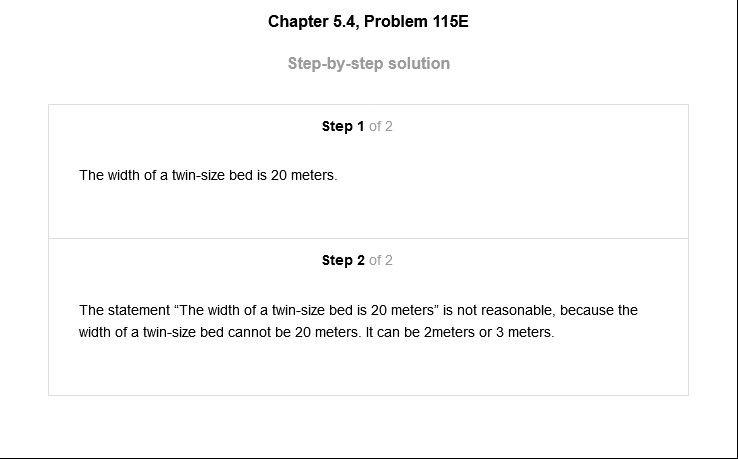 Chapter 5.4, Problem 115E
Step-by-step solution
Step 1 of 2
The width of a twin-size bed is 20 meters.
Step 2 of 2
The statement “The width of a twin-size bed is 20 meters” is not reasonable, because the
width of a twin-size bed cannot be 20 meters. It can be 2meters or 3 meters.